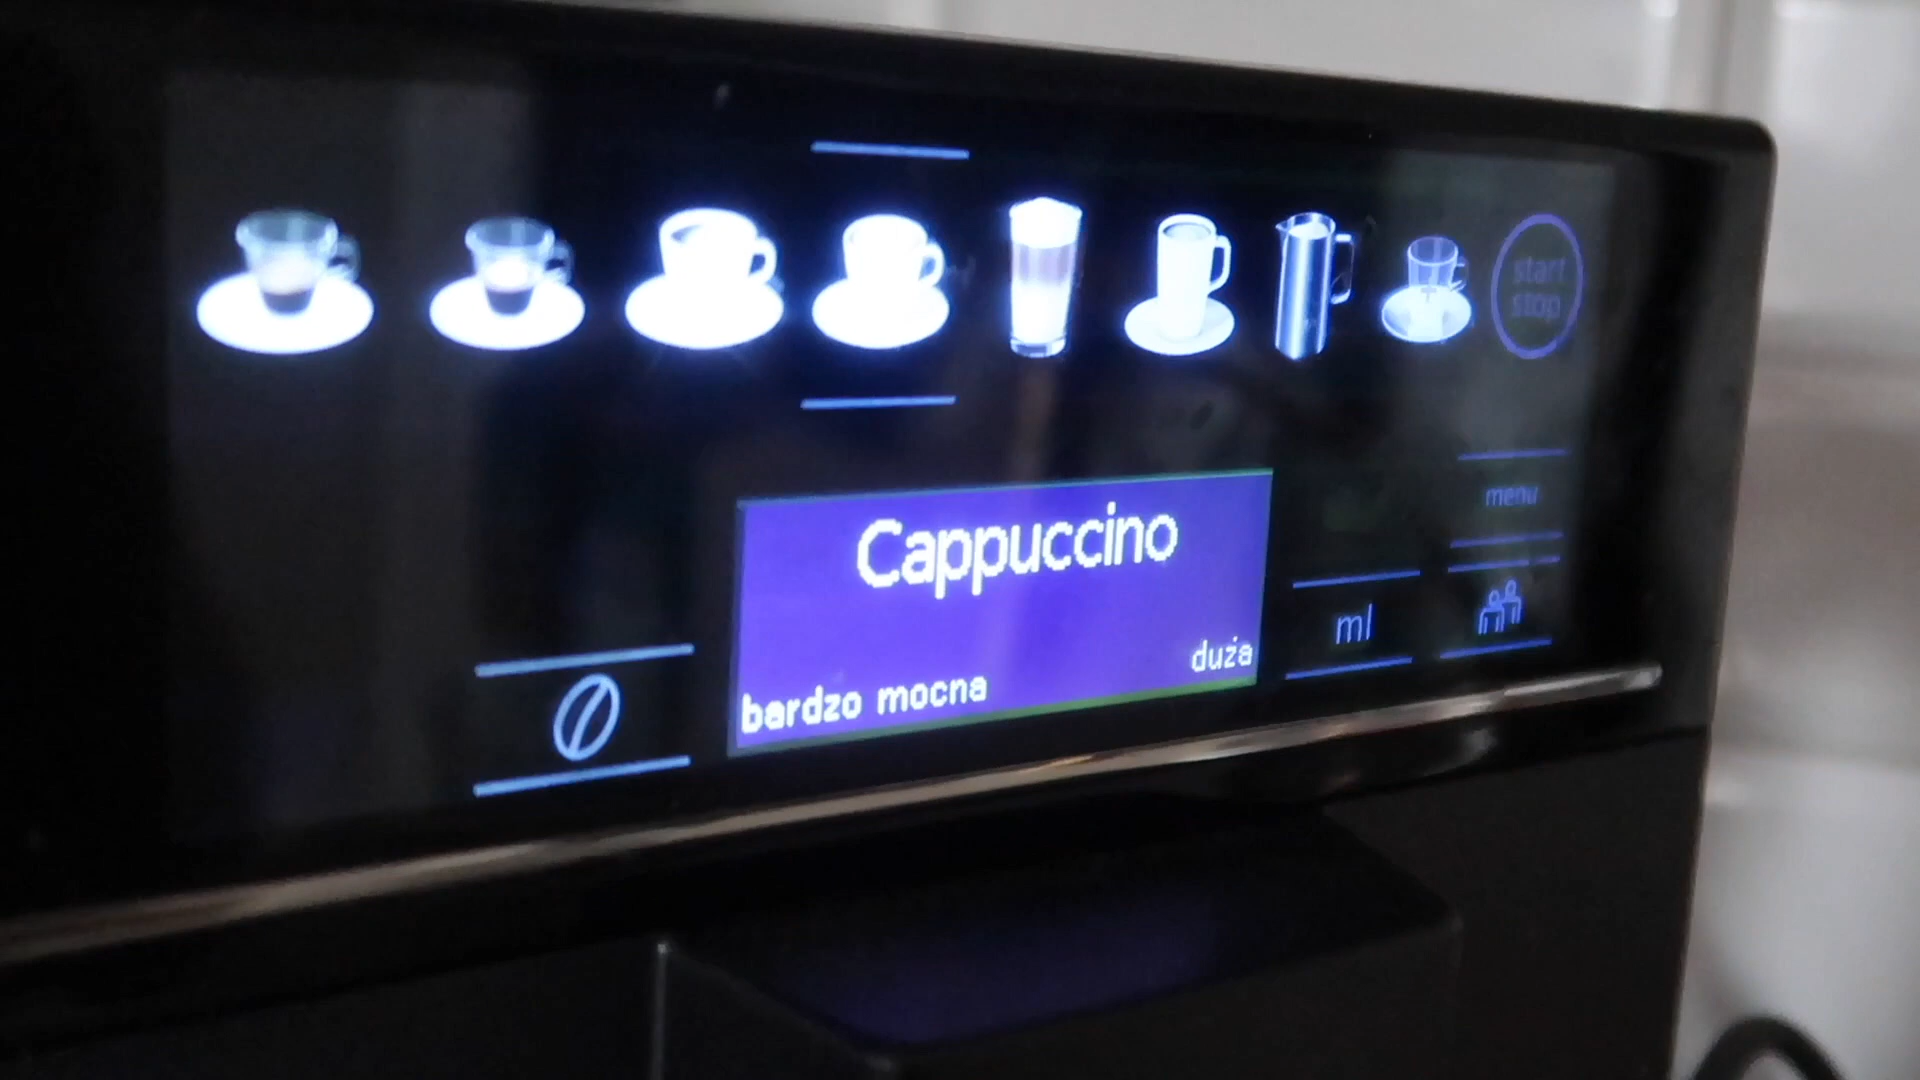 start
stop
menu
Cappuccino
ml
duża
bardzo mocna